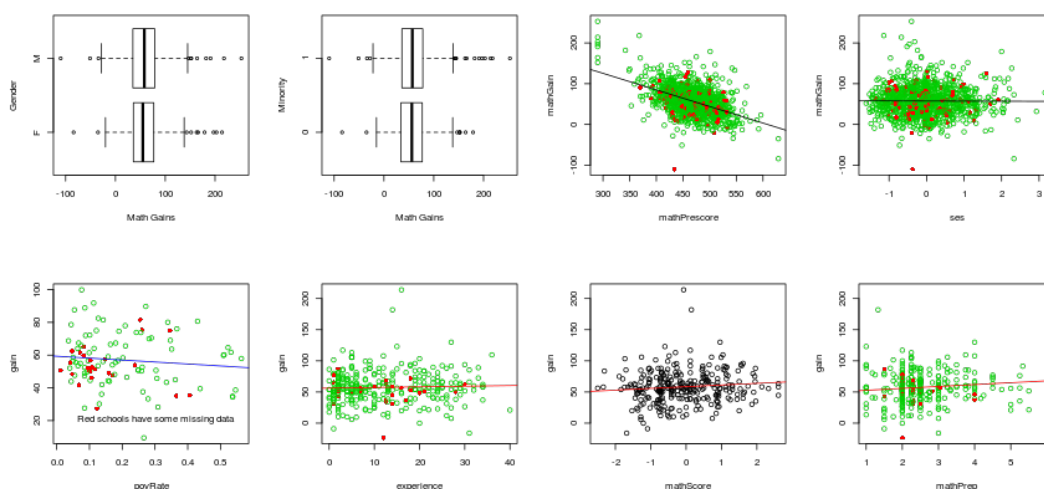 Gender
M
F
-100 0 100 200
Math Gains
Minority
1
0
-100 0 100 200
Math Gains
mathGain
200
100
50
0
-100
300 350 400 450 500 550 600
mathPrescore
mathGain
200
100
50
0
-100
-1 0 1 2 3
ses
gain
100
80
60
40
20
Red schools have some missing data
0.0 0.1 0.2 0.3 0.4 0.5
povRate
gain
200
150
100
50
0
0 10 20 30 40
experience
gain
200
150
100
50
0
-2 -1 0 1 2
mathScore
gain
200
150
100
50
0
1 2 3 4 5
mathPrep